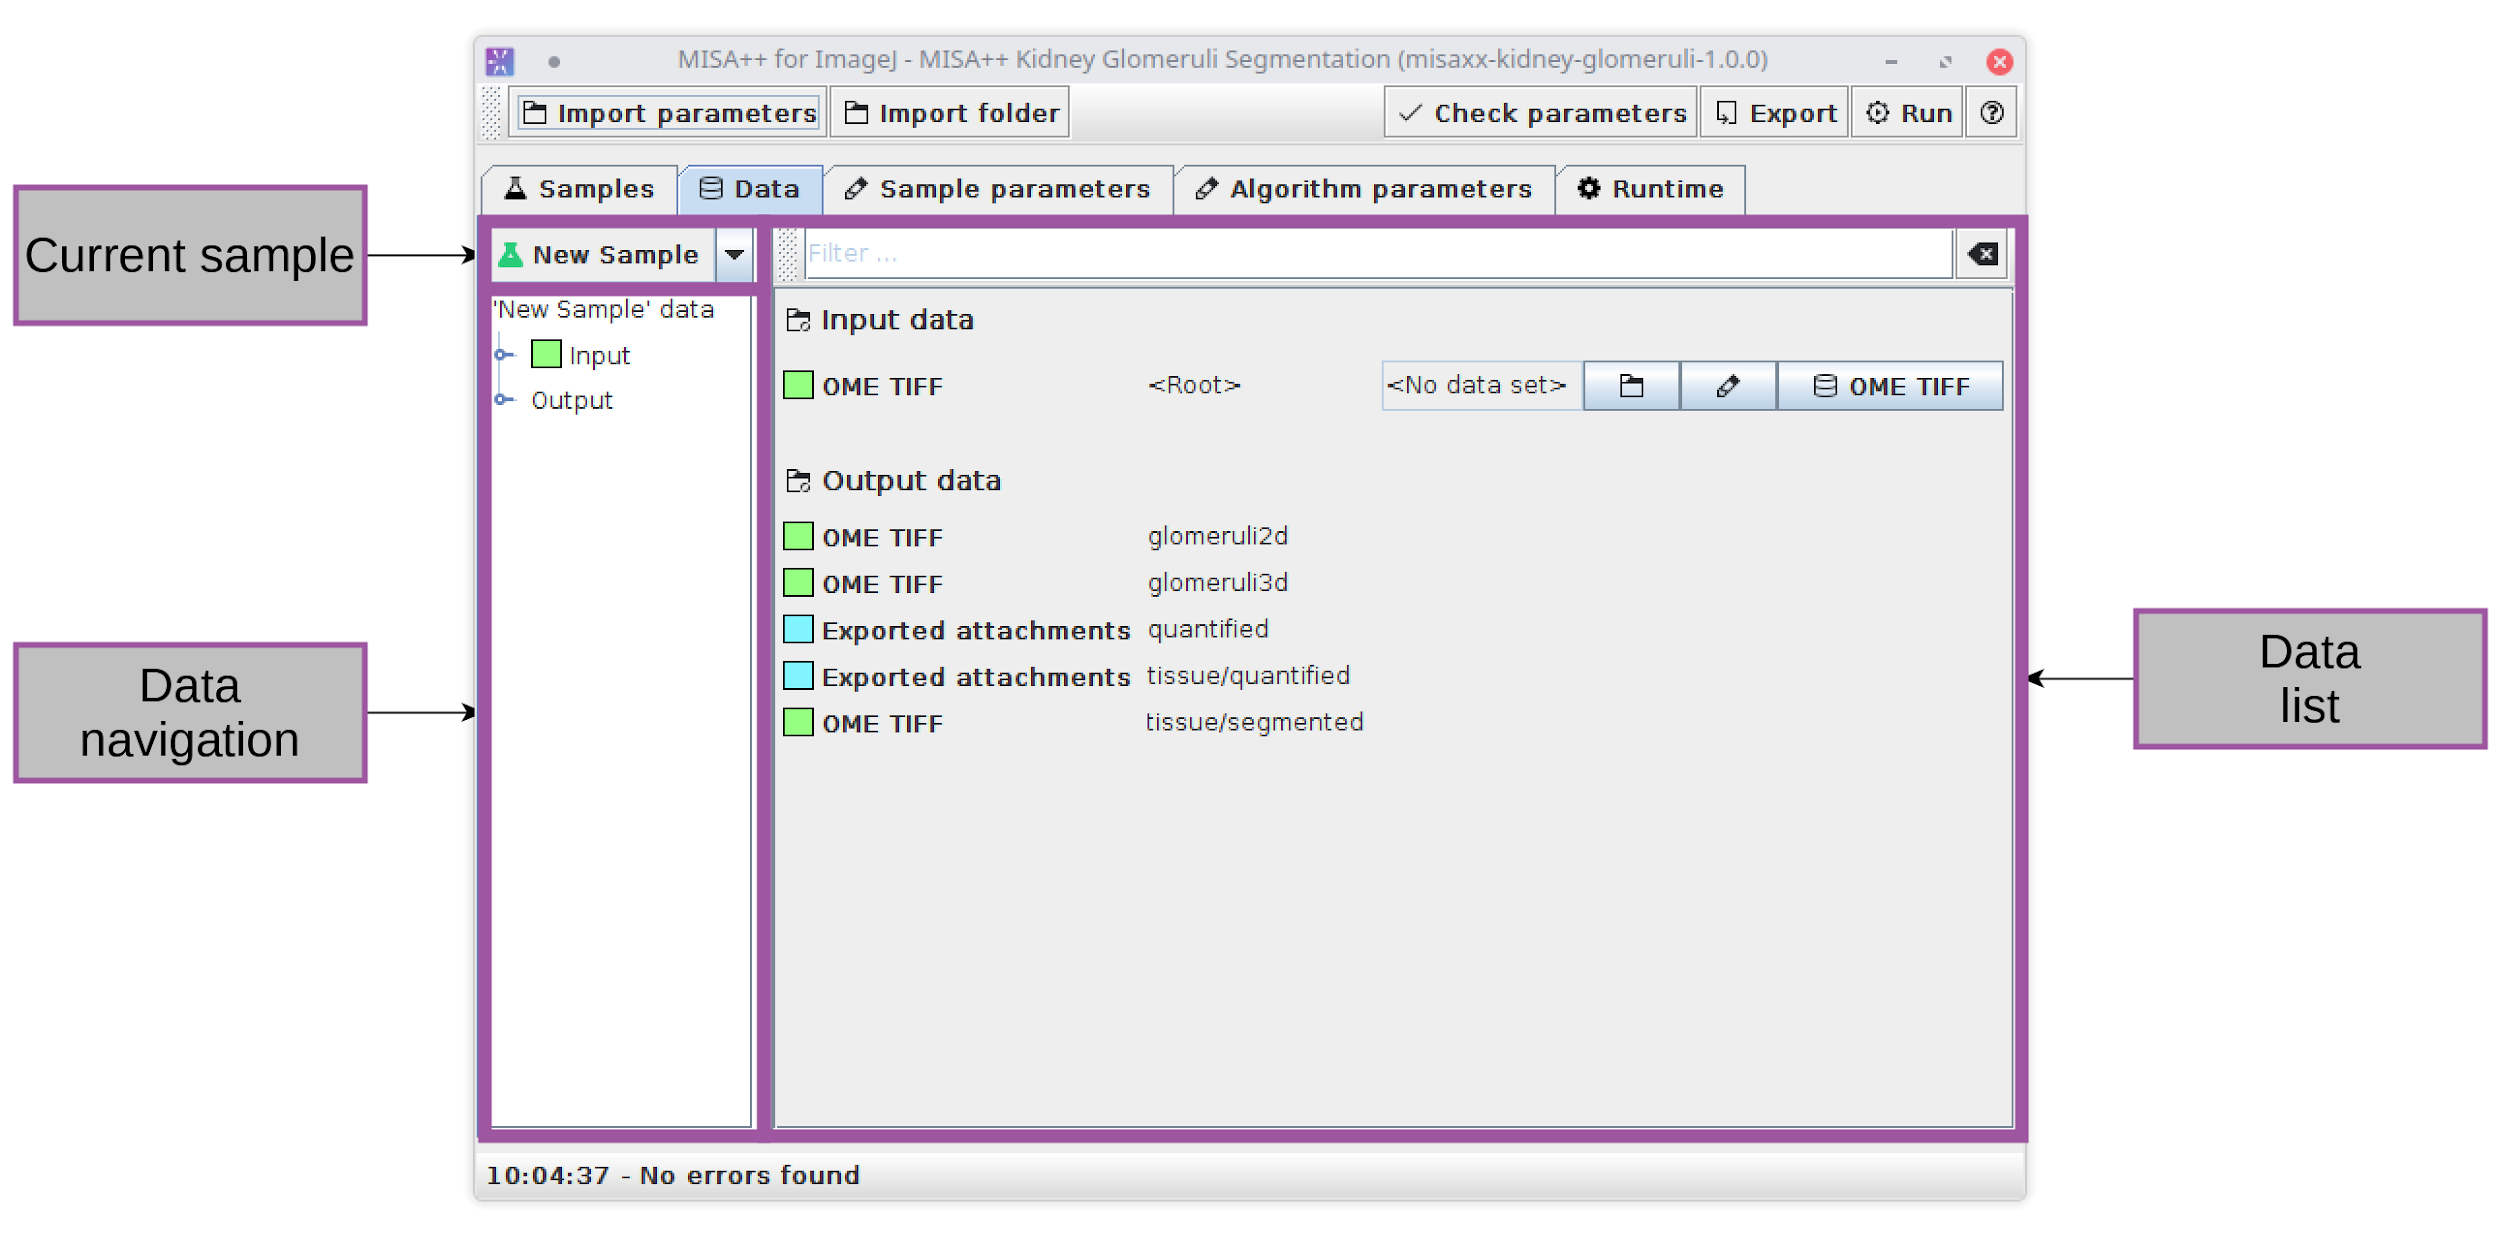 MISA++ for ImageJ - MISA++ Kidney Glomeruli Segmentation (misaxx-kidney-glomeruli-1.0.0)
Import parameters Import folder Check parameters Export Run
Samples Data Sample parameters Algorithm parameters Runtime
Current sample
New Sample
Filter ...
'New Sample' data
Input
Output
Input data
OME TIFF <Root> <No data set> OME TIFF
Output data
OME TIFF glomeruli2d
OME TIFF glomeruli3d
Exported attachments quantified
Exported attachments tissue/quantified
OME TIFF tissue/segmented
Data
navigation
Data
list
10:04:37 - No errors found